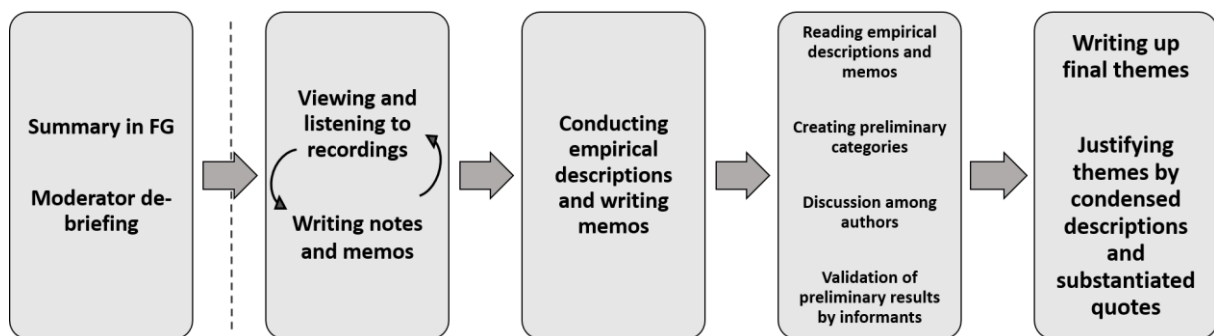 Summary in FG
Moderator de-
briefing
Viewing and
listening to
recordings
Writing notes
and memos
Conducting
empirical
descriptions
and writing
memos
Reading empirical
descriptions and
memos
Creating preliminary
categories
Discussion among
authors
Validation of
preliminary results
by informants
Writing up
final themes
Justifying
themes by
condensed
descriptions
and
substantiated
quotes